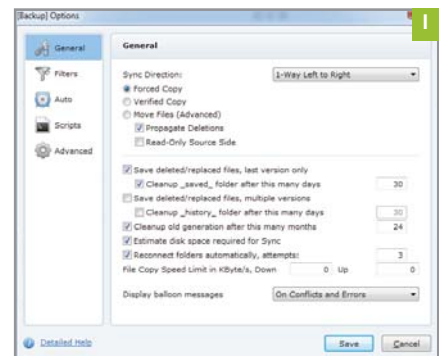 [Backup] Options
I
General
Filters
Auto
Scripts
Advanced
General
Sync Direction: 1-Way Left to Right
Forced Copy
Verified Copy
Move Files (Advanced)
Propagate Deletions
Read-Only Source Side
Save deleted/replaced files, last version only
Cleanup _saved_ folder after this many days 30
Save deleted/replaced files, multiple versions
Cleanup _history_ folder after this many days 30
Cleanup old generation after this many months 24
Estimate disk space required for Sync
Reconnect folders automatically, attempts: 3
File Copy Speed Limit in KByte/s, Down 0 Up 0
Display balloon messages On Conflicts and Errors
Detailed Help
Save Cancel